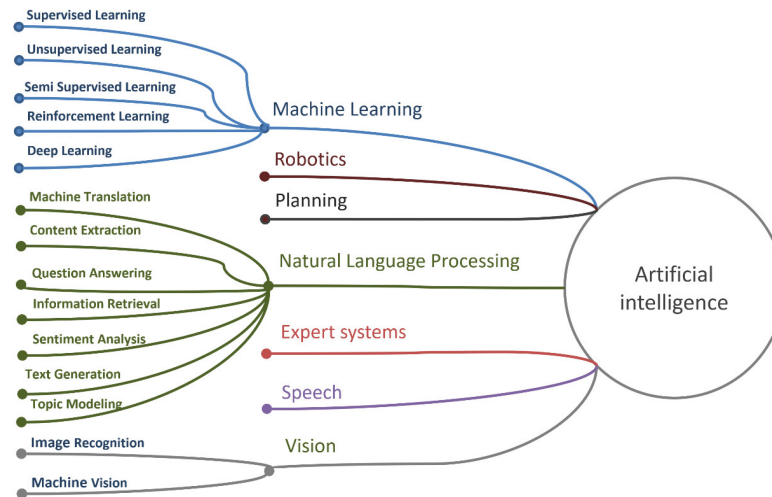 Supervised Learning
Unsupervised Learning
Semi Supervised Learning
Reinforcement Learning
Deep Learning
Machine Learning
Robotics
Planning
Machine Translation
Content Extraction
Question Answering
Information Retrieval
Sentiment Analysis
Text Generation
Topic Modeling
Natural Language Processing
Expert systems
Speech
Vision
Image Recognition
Machine Vision
Artificial
intelligence